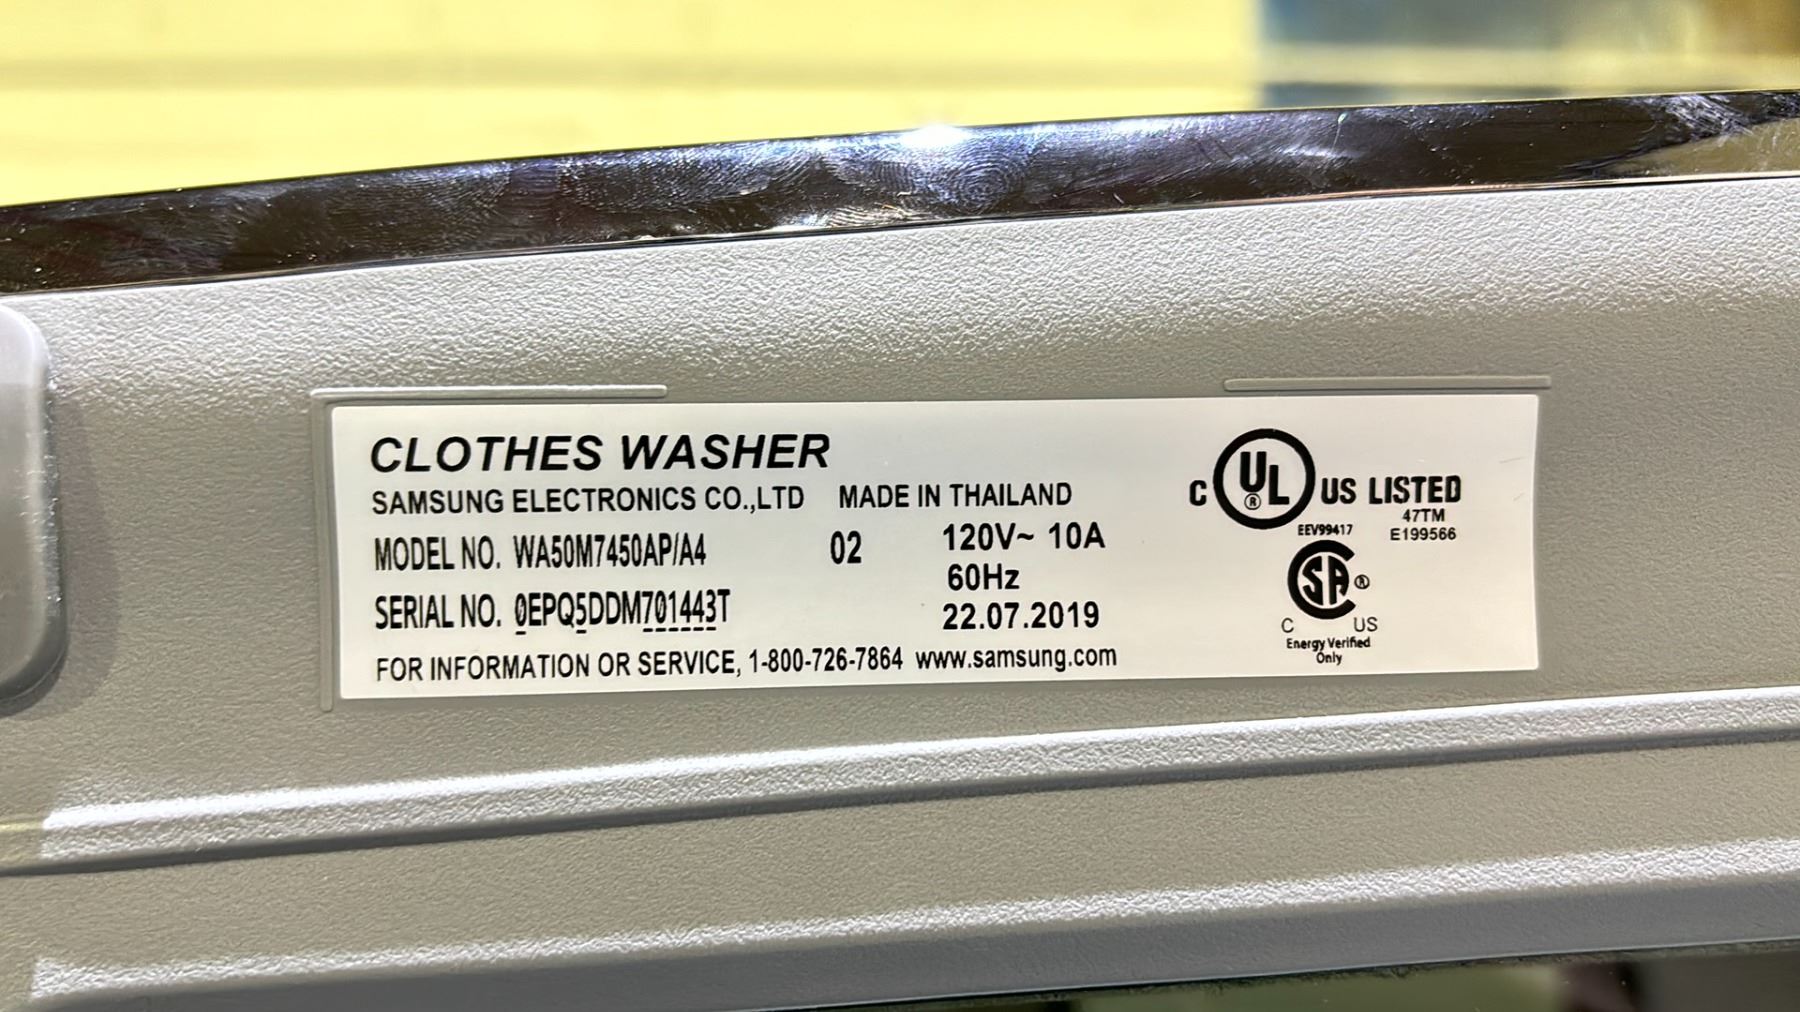 CLOTHES WASHER
SAMSUNG ELECTRONICS CO.,LTD MADE IN THAILAND
MODEL NO. WA50M7450AP/A4 02 120V~ 10A
60Hz
SERIAL NO. 0EPQ5DDM701443T 22.07.2019
FOR INFORMATION OR SERVICE, 1-800-726-7864 www.samsung.com
C UL® US LISTED
47TM
EEV99417 E199566
SA®
C US
Energy Verified
Only